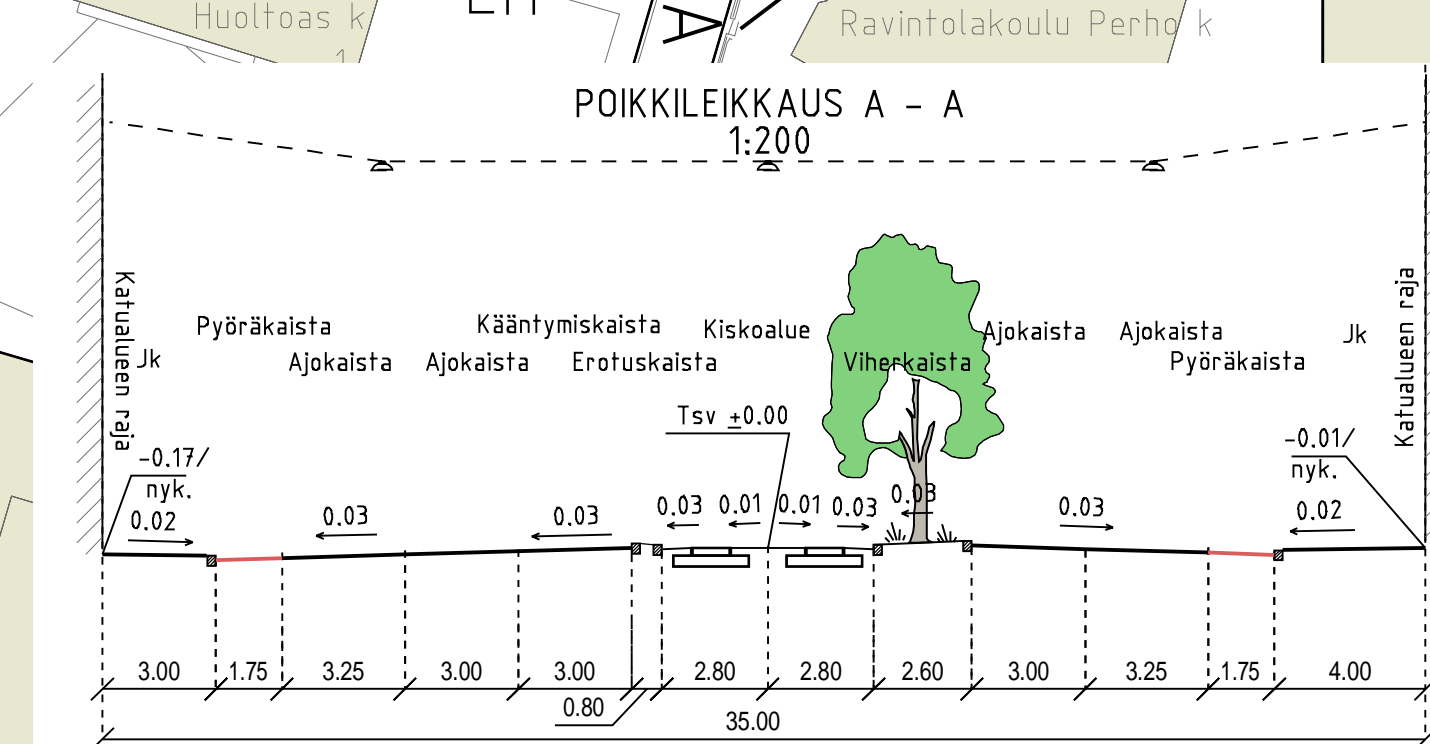 Huoltoas k
1
A
Ravintolakoulu Perho k
POIKKILEIKKAUS A - A
1:200
Katualueen raja
Katualueen raja
Pyöräkaista
Kääntymiskaista
Kiskoalue
Ajokaista
Ajokaista
Jk
Jk
Ajokaista
Ajokaista
Erotuskaista
Viherkaista
Pyöräkaista
Tsv ±0.00
-0.17/
nyk.
-0.01/
nyk.
0.02
0.03
0.03
0.03
0.01
0.01
0.03
0.03
0.03
0.02
3.00
1.75
3.25
3.00
3.00
2.80
2.80
2.60
3.00
3.25
1.75
4.00
0.80
35.00